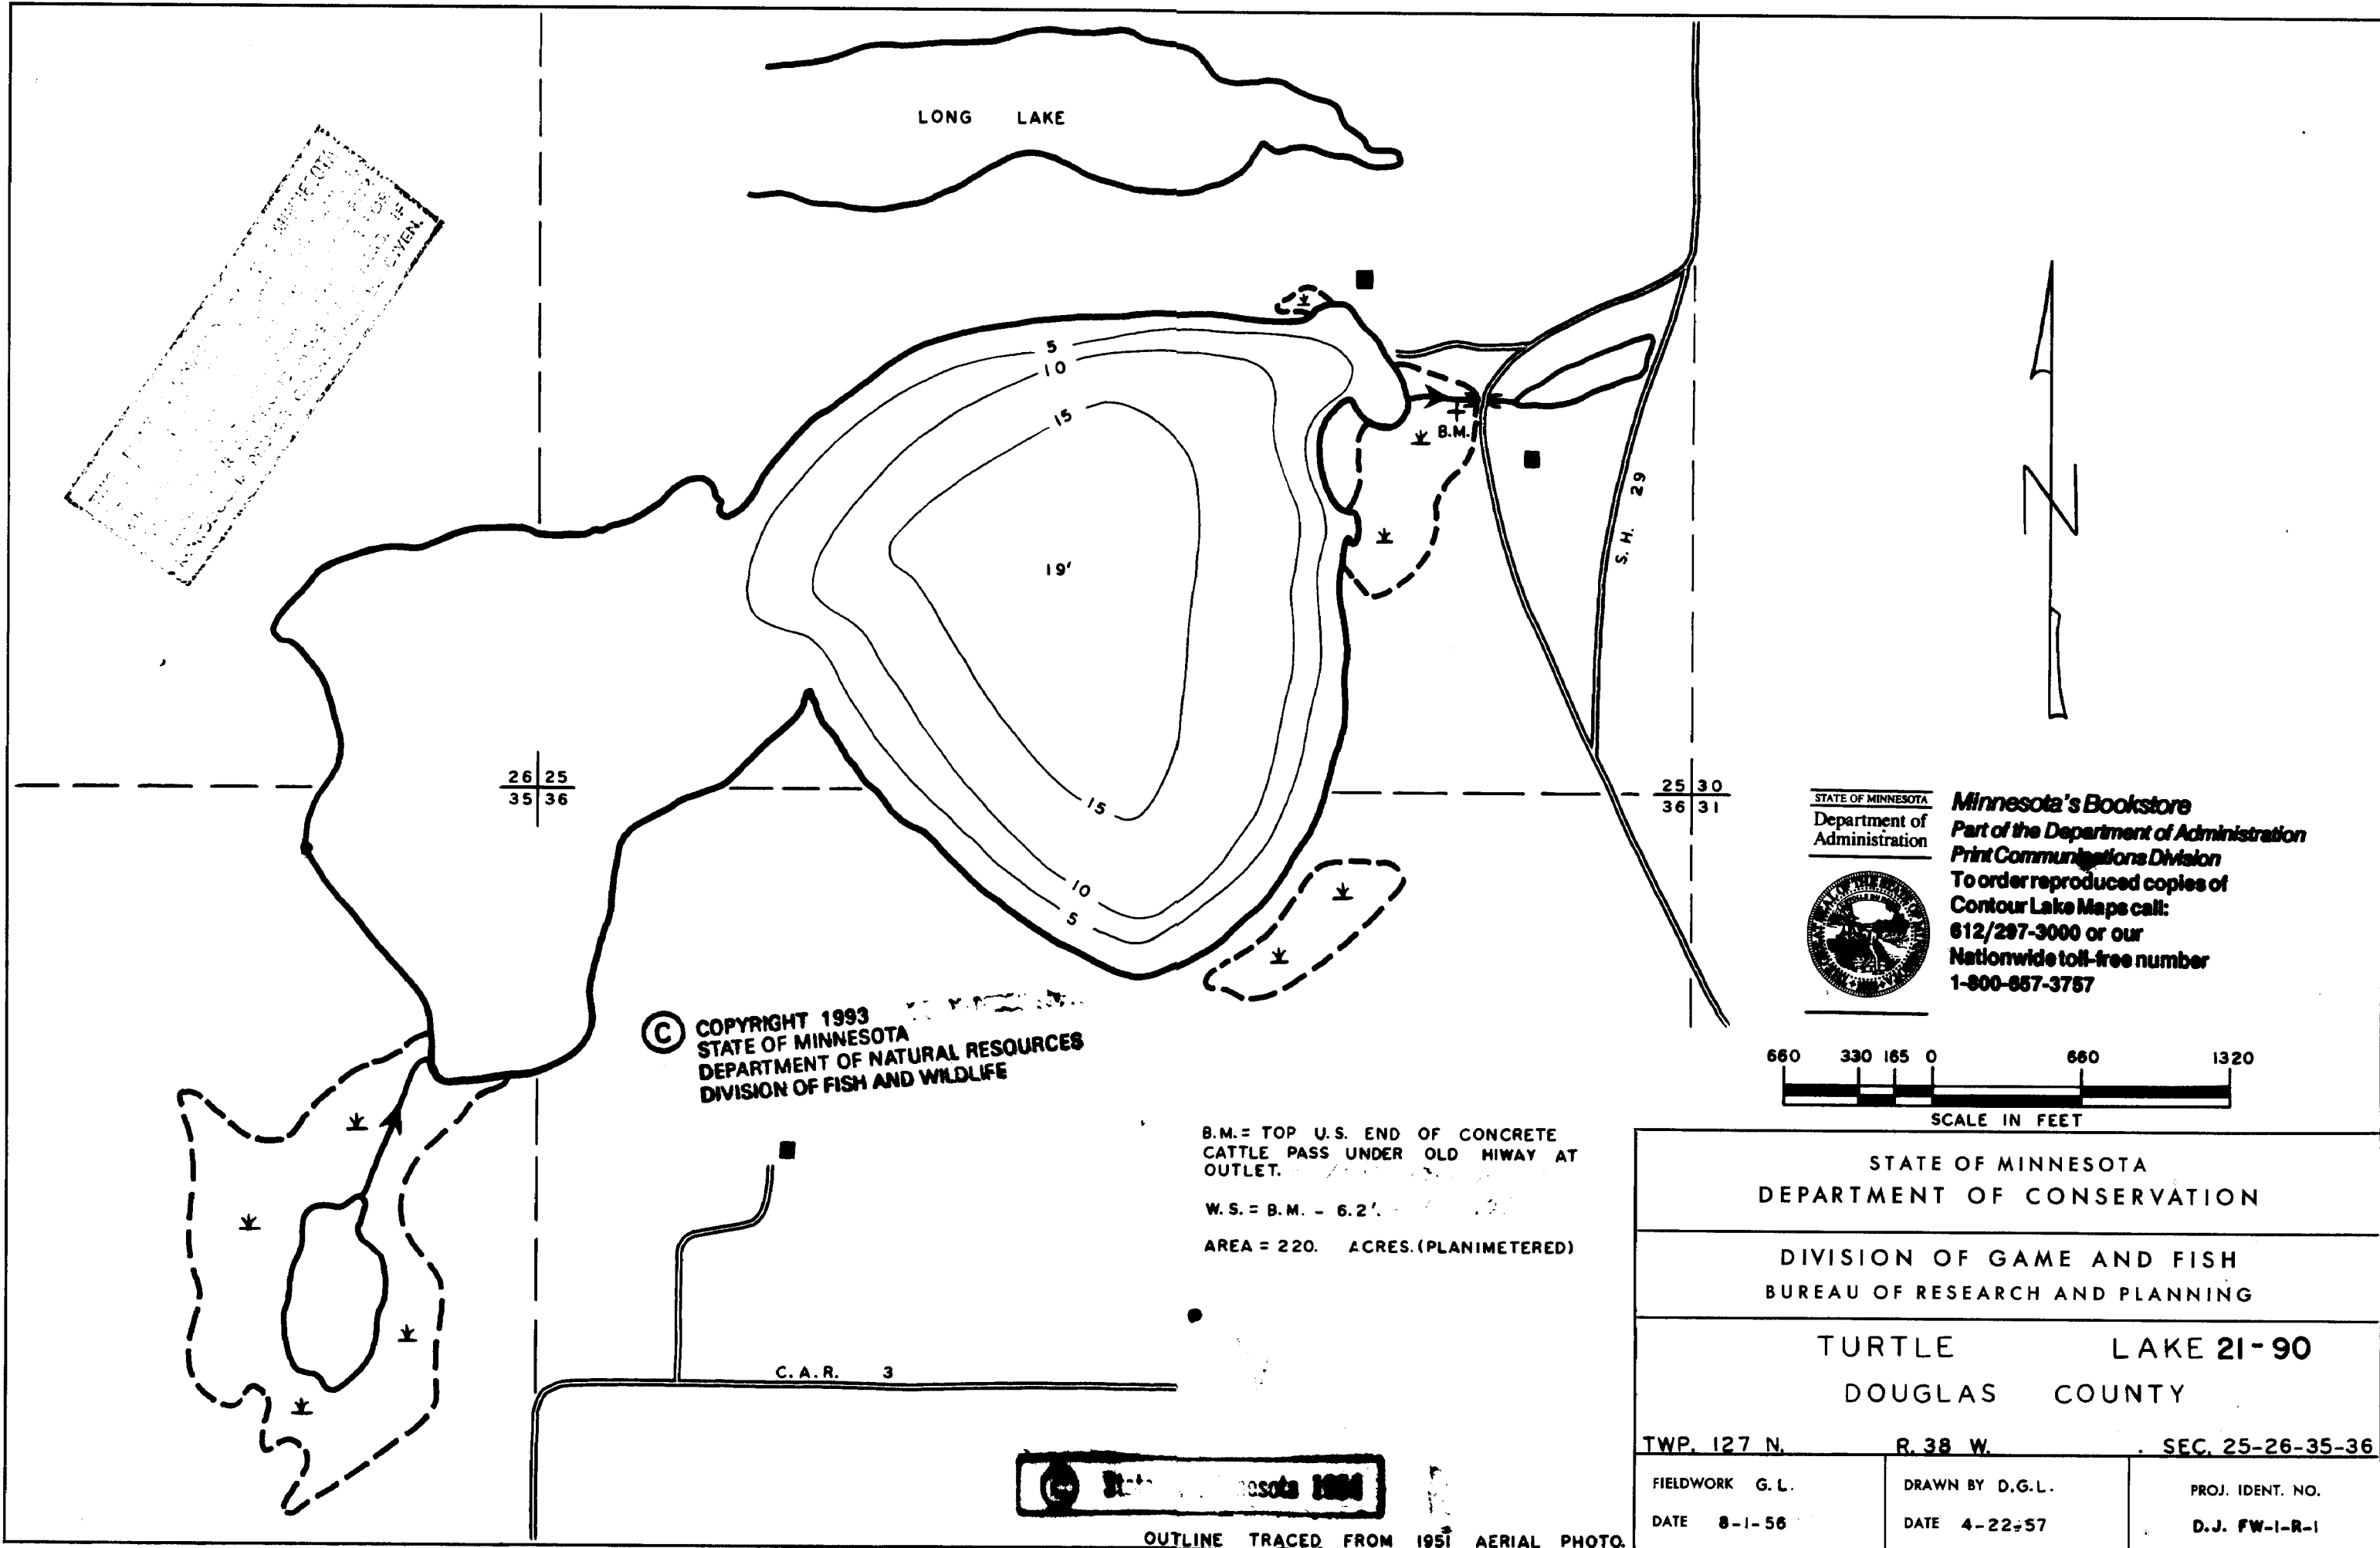 LONG LAKE
MINNESOTA
5
10
15
19'
B.M.
S. H. 29
26 25
35 36
25 30
36 31
15
10
5
N
STATE OF MINNESOTA
Department of
Administration
Minnesota's Bookstore
Part of the Department of Administration
Print Communications Division
To order reproduced copies of
Contour Lake Maps call:
612/297-3000 or our
Nationwide toll-free number
1-800-657-3757
© COPYRIGHT 1993
STATE OF MINNESOTA
DEPARTMENT OF NATURAL RESOURCES
DIVISION OF FISH AND WILDLIFE
660 330 165 0 660 1320
SCALE IN FEET
B.M. = TOP U.S. END OF CONCRETE
CATTLE PASS UNDER OLD HIWAY AT
OUTLET.
W. S. = B.M. - 6.2'.
AREA = 220. ACRES. (PLANIMETERED)
C. A. R. 3
STATE OF MINNESOTA
DEPARTMENT OF CONSERVATION
DIVISION OF GAME AND FISH
BUREAU OF RESEARCH AND PLANNING
TURTLE LAKE 21-90
DOUGLAS COUNTY
TWP. 127 N. R. 38 W. SEC. 25-26-35-36
FIELDWORK G. L. DRAWN BY D.G.L. PROJ. IDENT. NO.
DATE 8-1-56 DATE 4-22-57 D.J. FW-1-R-1
OUTLINE TRACED FROM 1951 AERIAL PHOTO.